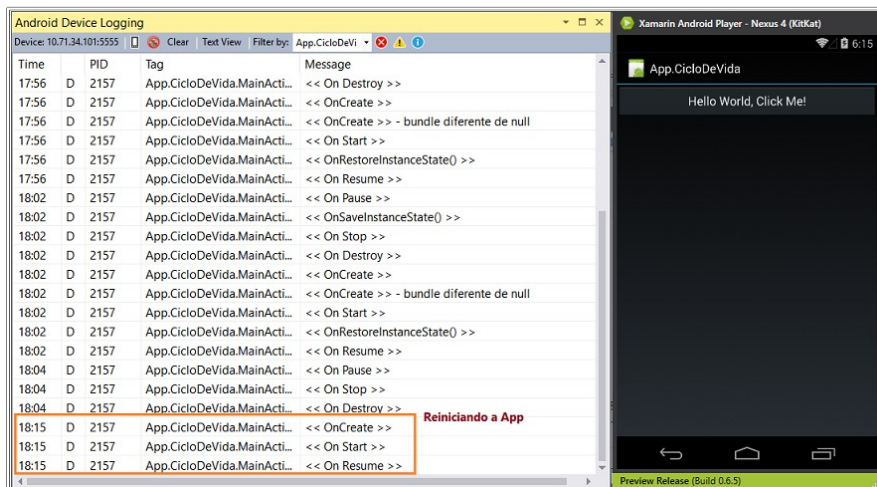 Android Device Logging
Device: 10.71.34.101:5555 Clear Text View Filter by: App.CicloDeVi
Time PID Tag Message
17:56 D 2157 App.CicloDeVida.MainActi... << On Destroy >>
17:56 D 2157 App.CicloDeVida.MainActi... << OnCreate >>
17:56 D 2157 App.CicloDeVida.MainActi... << OnCreate >> - bundle diferente de null
17:56 D 2157 App.CicloDeVida.MainActi... << On Start >>
17:56 D 2157 App.CicloDeVida.MainActi... << OnRestoreInstanceState() >>
17:56 D 2157 App.CicloDeVida.MainActi... << On Resume >>
18:02 D 2157 App.CicloDeVida.MainActi... << On Pause >>
18:02 D 2157 App.CicloDeVida.MainActi... << OnSaveInstanceState() >>
18:02 D 2157 App.CicloDeVida.MainActi... << On Stop >>
18:02 D 2157 App.CicloDeVida.MainActi... << On Destroy >>
18:02 D 2157 App.CicloDeVida.MainActi... << OnCreate >>
18:02 D 2157 App.CicloDeVida.MainActi... << OnCreate >> - bundle diferente de null
18:02 D 2157 App.CicloDeVida.MainActi... << On Start >>
18:02 D 2157 App.CicloDeVida.MainActi... << OnRestoreInstanceState() >>
18:02 D 2157 App.CicloDeVida.MainActi... << On Resume >>
18:04 D 2157 App.CicloDeVida.MainActi... << On Pause >>
18:04 D 2157 App.CicloDeVida.MainActi... << On Stop >>
18:04 D 2157 App.CicloDeVida.MainActi... << On Destroy >>
Reiniciando a App
18:15 D 2157 App.CicloDeVida.MainActi... << OnCreate >>
18:15 D 2157 App.CicloDeVida.MainActi... << On Start >>
18:15 D 2157 App.CicloDeVida.MainActi... << On Resume >>
Xamarin Android Player - Nexus 4 (KitKat)
6:15
App.CicloDeVida
Hello World, Click Me!
Preview Release (Build 0.6.5)